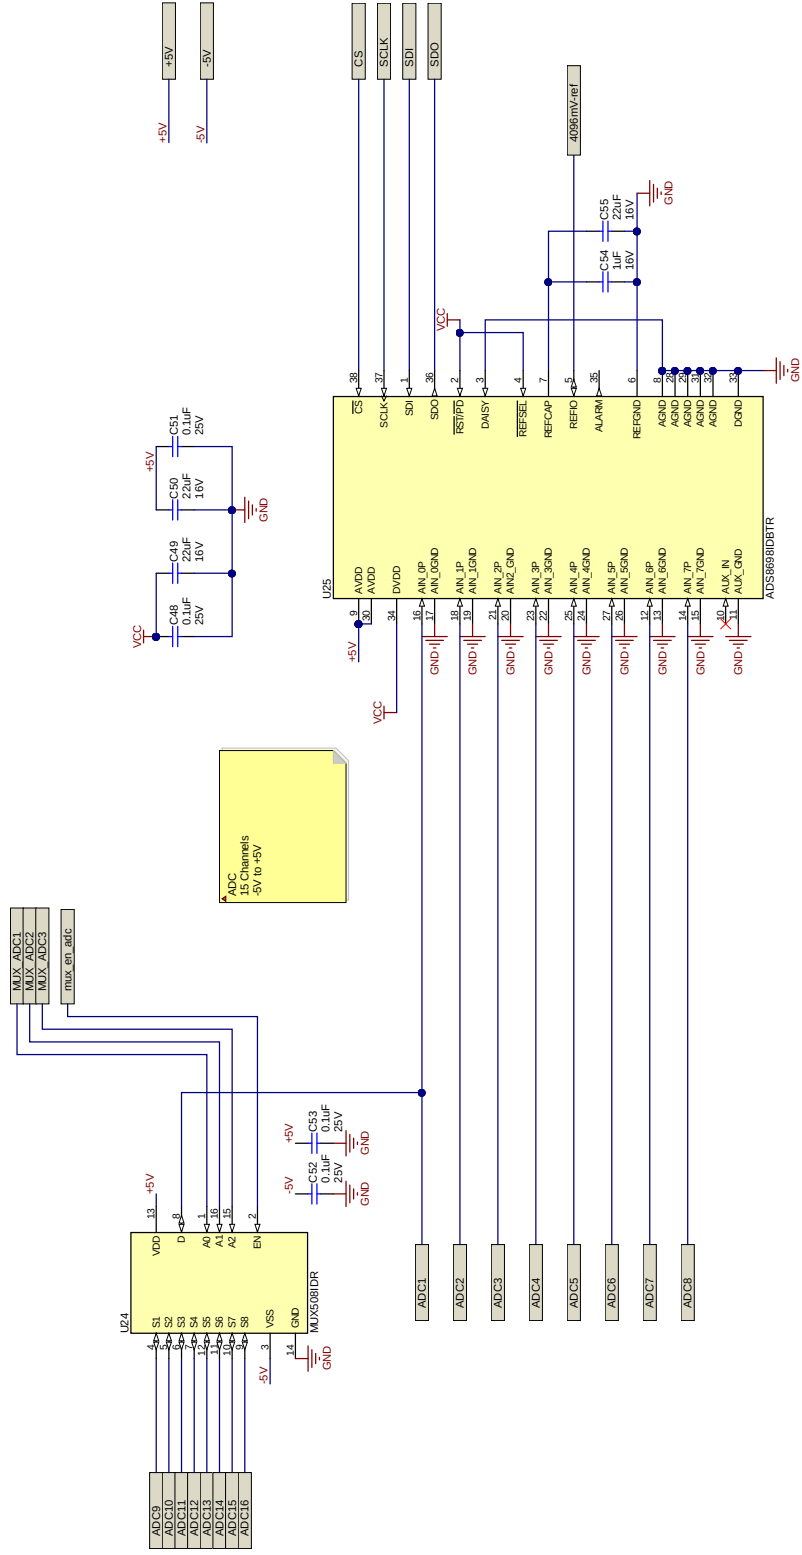 +5V
-5V
+5V
-5V
CS
SCLK
SDI
SDO
4096mV-ref
C55
22uF
16V
C54
1uF
16V
GND
VCC
GND
38
37
1
36
2
3
4
7
5
35
6
8
28
29
31
32
33
CS
SCLK
SDI
SDO
RST/PD
DAISY
REFSEL
REFCAP
REFIO
ALARM
REFGND
AGND
AGND
AGND
AGND
AGND
DGND
U25
ADS8698IDBTR
AVDD
AVDD
DVDD
AIN_0P
AIN_0GND
AIN_1P
AIN_1GND
AIN_2P
AIN2_GND
AIN_3P
AIN_3GND
AIN_4P
AIN_4GND
AIN_5P
AIN_5GND
AIN_6P
AIN_6GND
AIN_7P
AIN_7GND
AUX_IN
AUX_GND
9
30
34
16
17
18
19
21
20
23
22
25
24
27
26
12
13
14
15
10
11
+5V
VCC
GND
GND
GND
GND
GND
GND
GND
GND
GND
C51
0.1uF
25V
+5V
C50
22uF
16V
GND
C49
22uF
16V
C48
0.1uF
25V
VCC
ADC
15 Channels
-5V to +5V
MUX_ADC1
MUX_ADC2
MUX_ADC3
mux_en_adc
+5V
C53
0.1uF
25V
GND
-5V
C52
0.1uF
25V
GND
+5V
13
8
1
16
15
2
VDD
D
A0
A1
A2
EN
U24
MUX508IDR
S1
S2
S3
S4
S5
S6
S7
S8
VSS
GND
4
5
6
7
12
11
10
9
3
14
-5V
GND
ADC1
ADC2
ADC3
ADC4
ADC5
ADC6
ADC7
ADC8
ADC9
ADC10
ADC11
ADC12
ADC13
ADC14
ADC15
ADC16